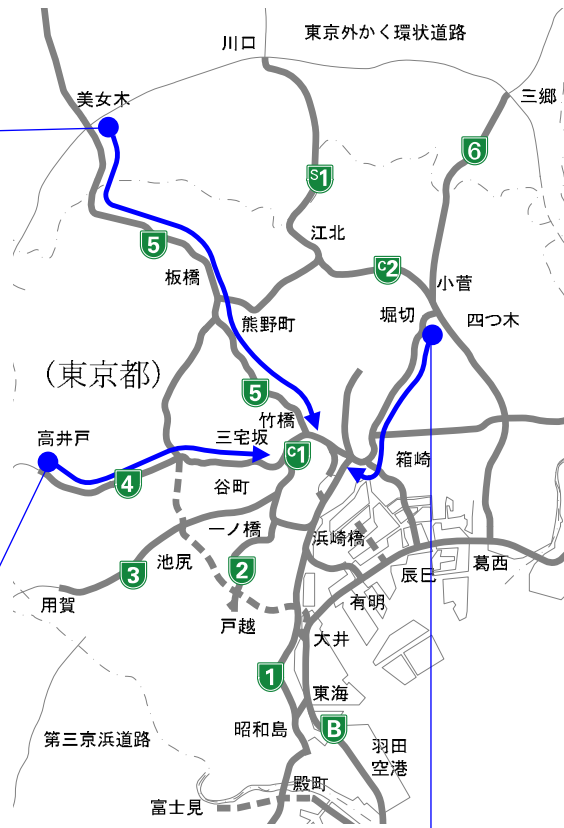 東京外かく環状道路
川口
美女木
三郷
6
S1
江北
5
C2
板橋
小菅
堀切
四つ木
熊野町
(東京都)
5
竹橋
高井戸
三宅坂
C1
箱崎
4
谷町
一ノ橋
浜崎橋
池尻
2
葛西
3
辰巳
用賀
有明
戸越
大井
1
東海
昭和島
B
第三京浜道路
羽田
空港
殿町
富士見